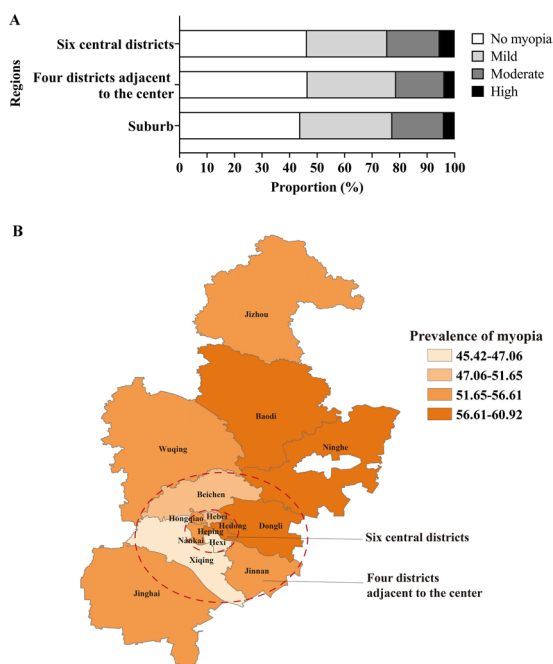 A
Regions
Six central districts
Four districts adjacent
to the center
Suburb
0 10 20 30 40 50 60 70 80 90 100
Proportion (%)
No myopia
Mild
Moderate
High
B
Jizhou
Prevalence of myopia
45.42-47.06
47.06-51.65
51.65-56.61
56.61-60.92
Baodi
Ninghe
Wuqing
Beichen
Hongqiao Hebei
Hedong Dongli
Heping
Nankai Hexi
Six central districts
Xiqing
Jinnan
Four districts
adjacent to the center
Jinghai